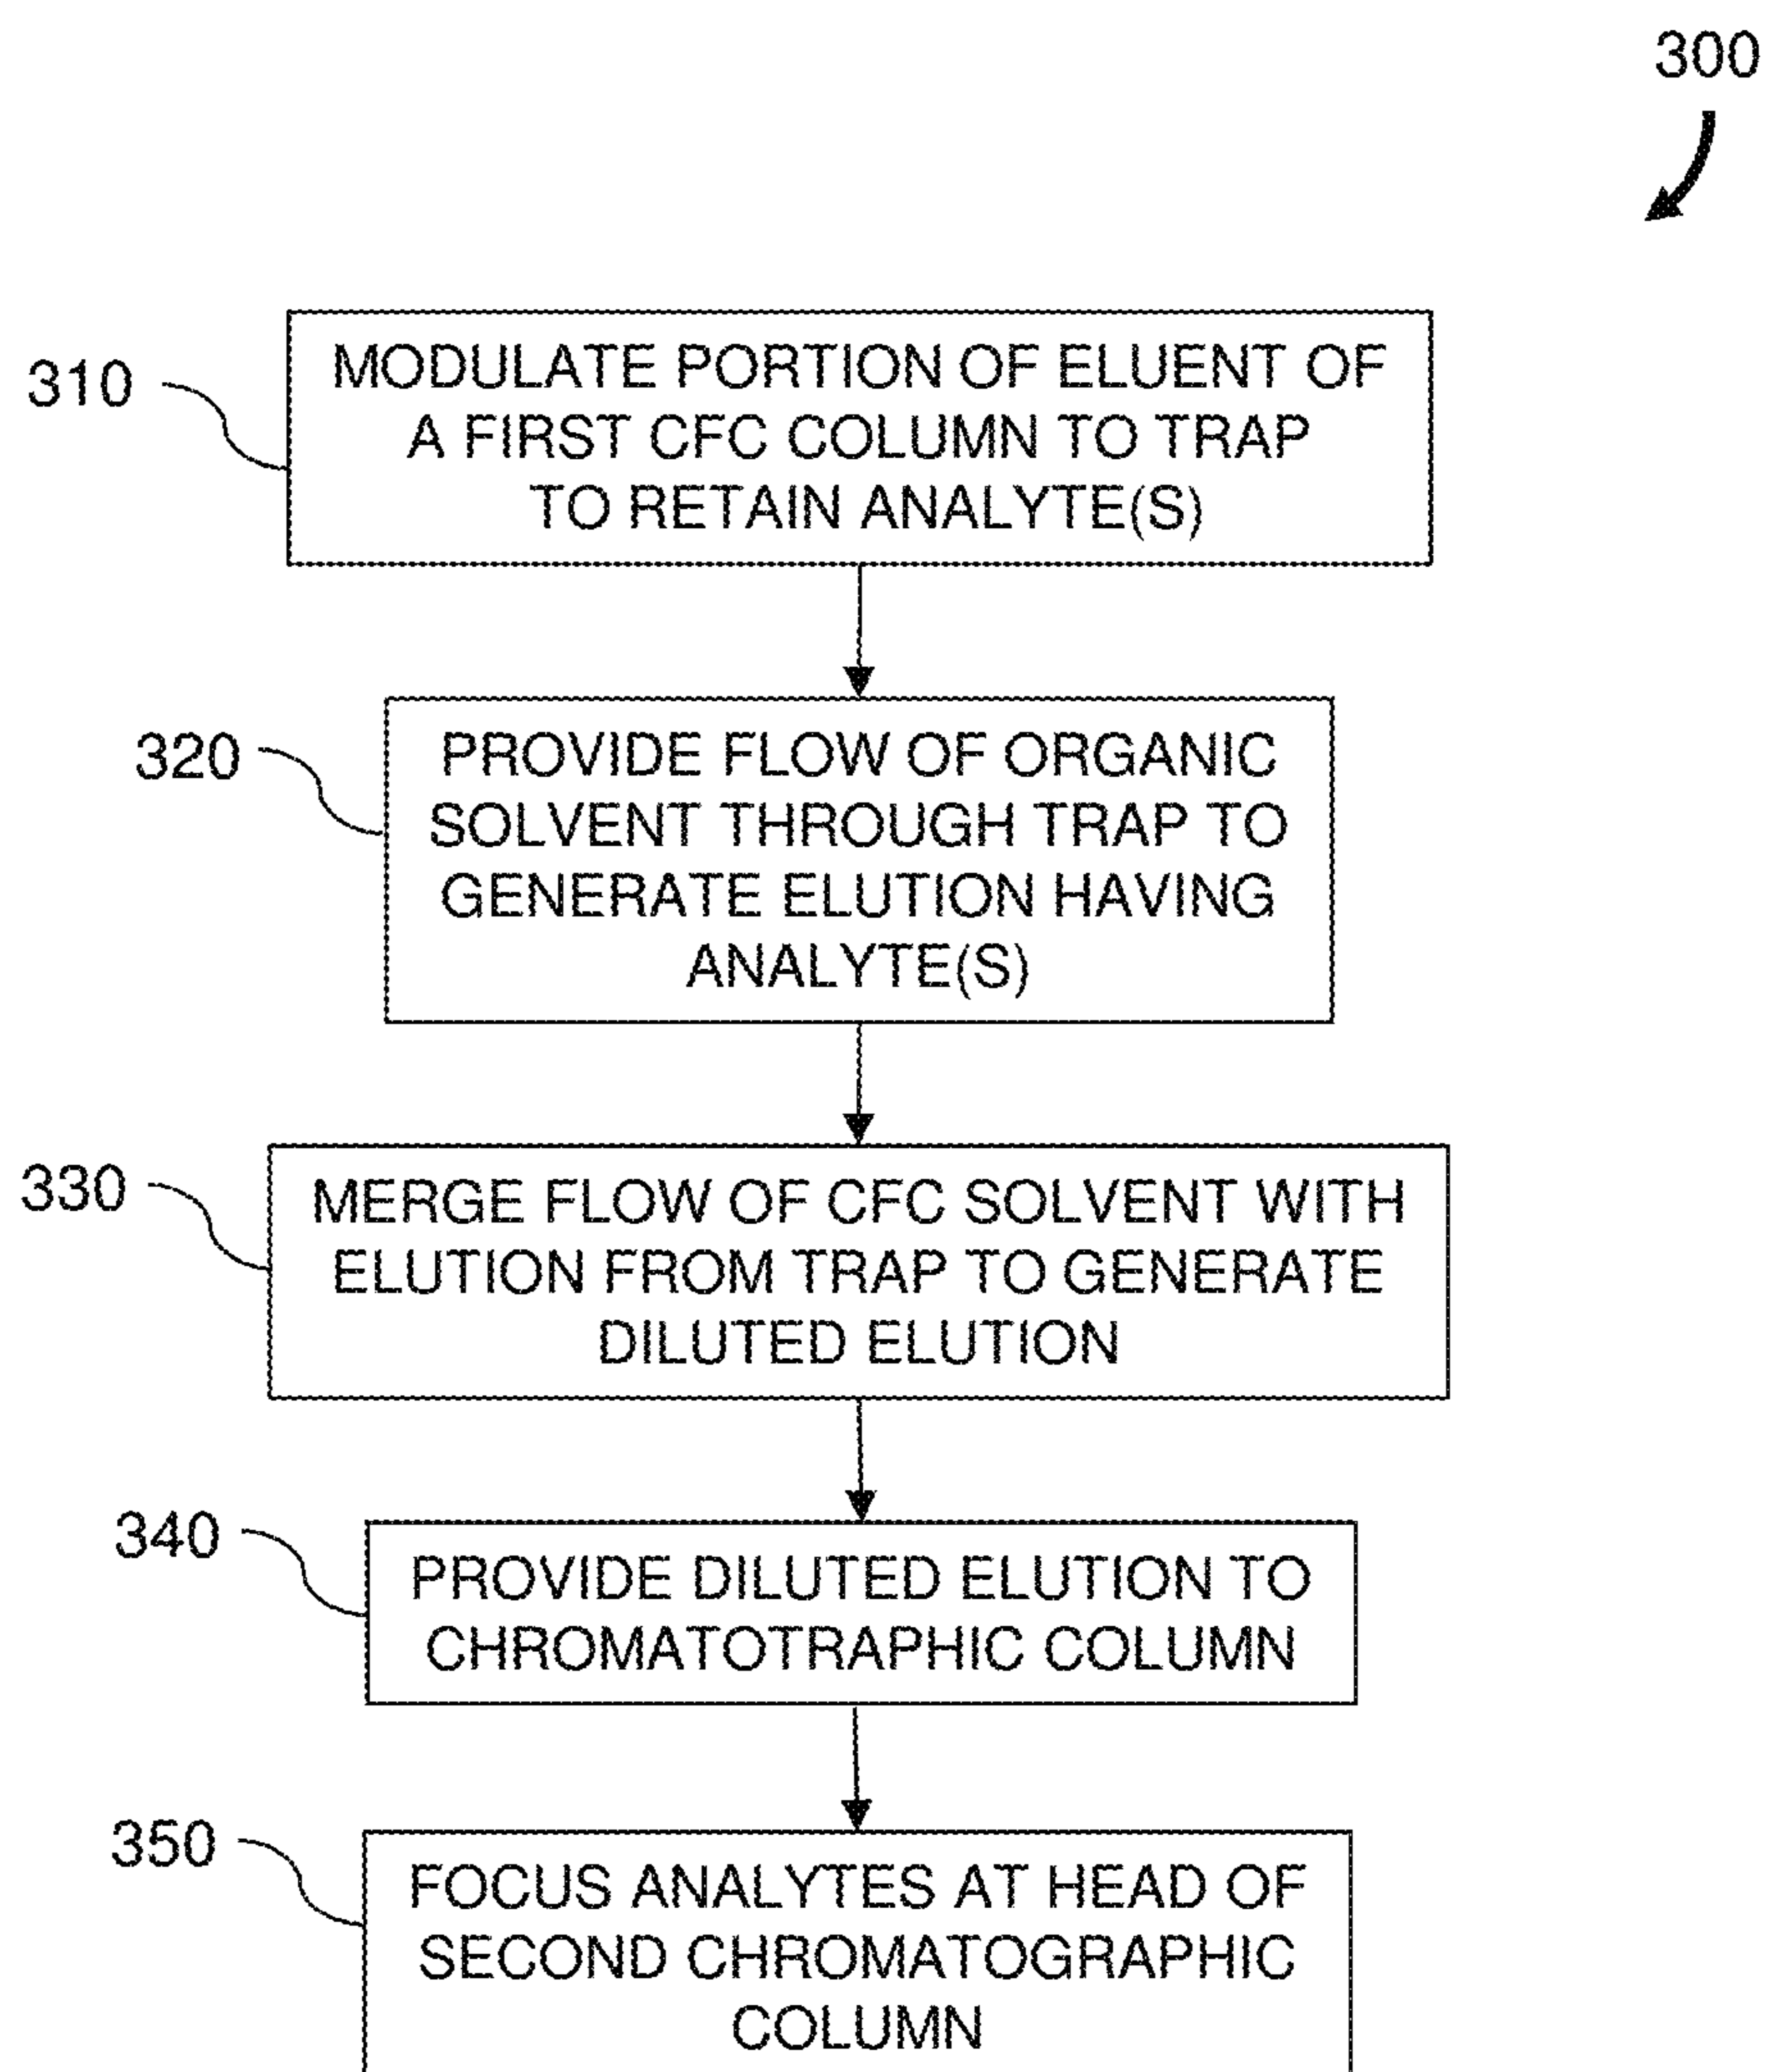 300
310
MODULATE PORTION OF ELUENT OF
A FIRST CFC COLUMN TO TRAP
TO RETAIN ANALYTE(S)
320
PROVIDE FLOW OF ORGANIC
SOLVENT THROUGH TRAP TO
GENERATE ELUTION HAVING
ANALYTE(S)
330
MERGE FLOW OF CFC SOLVENT WITH
ELUTION FROM TRAP TO GENERATE
DILUTED ELUTION
340
PROVIDE DILUTED ELUTION TO
CHROMATOTRAPHIC COLUMN
350
FOCUS ANALYTES AT HEAD OF
SECOND CHROMATOGRAPHIC
COLUMN